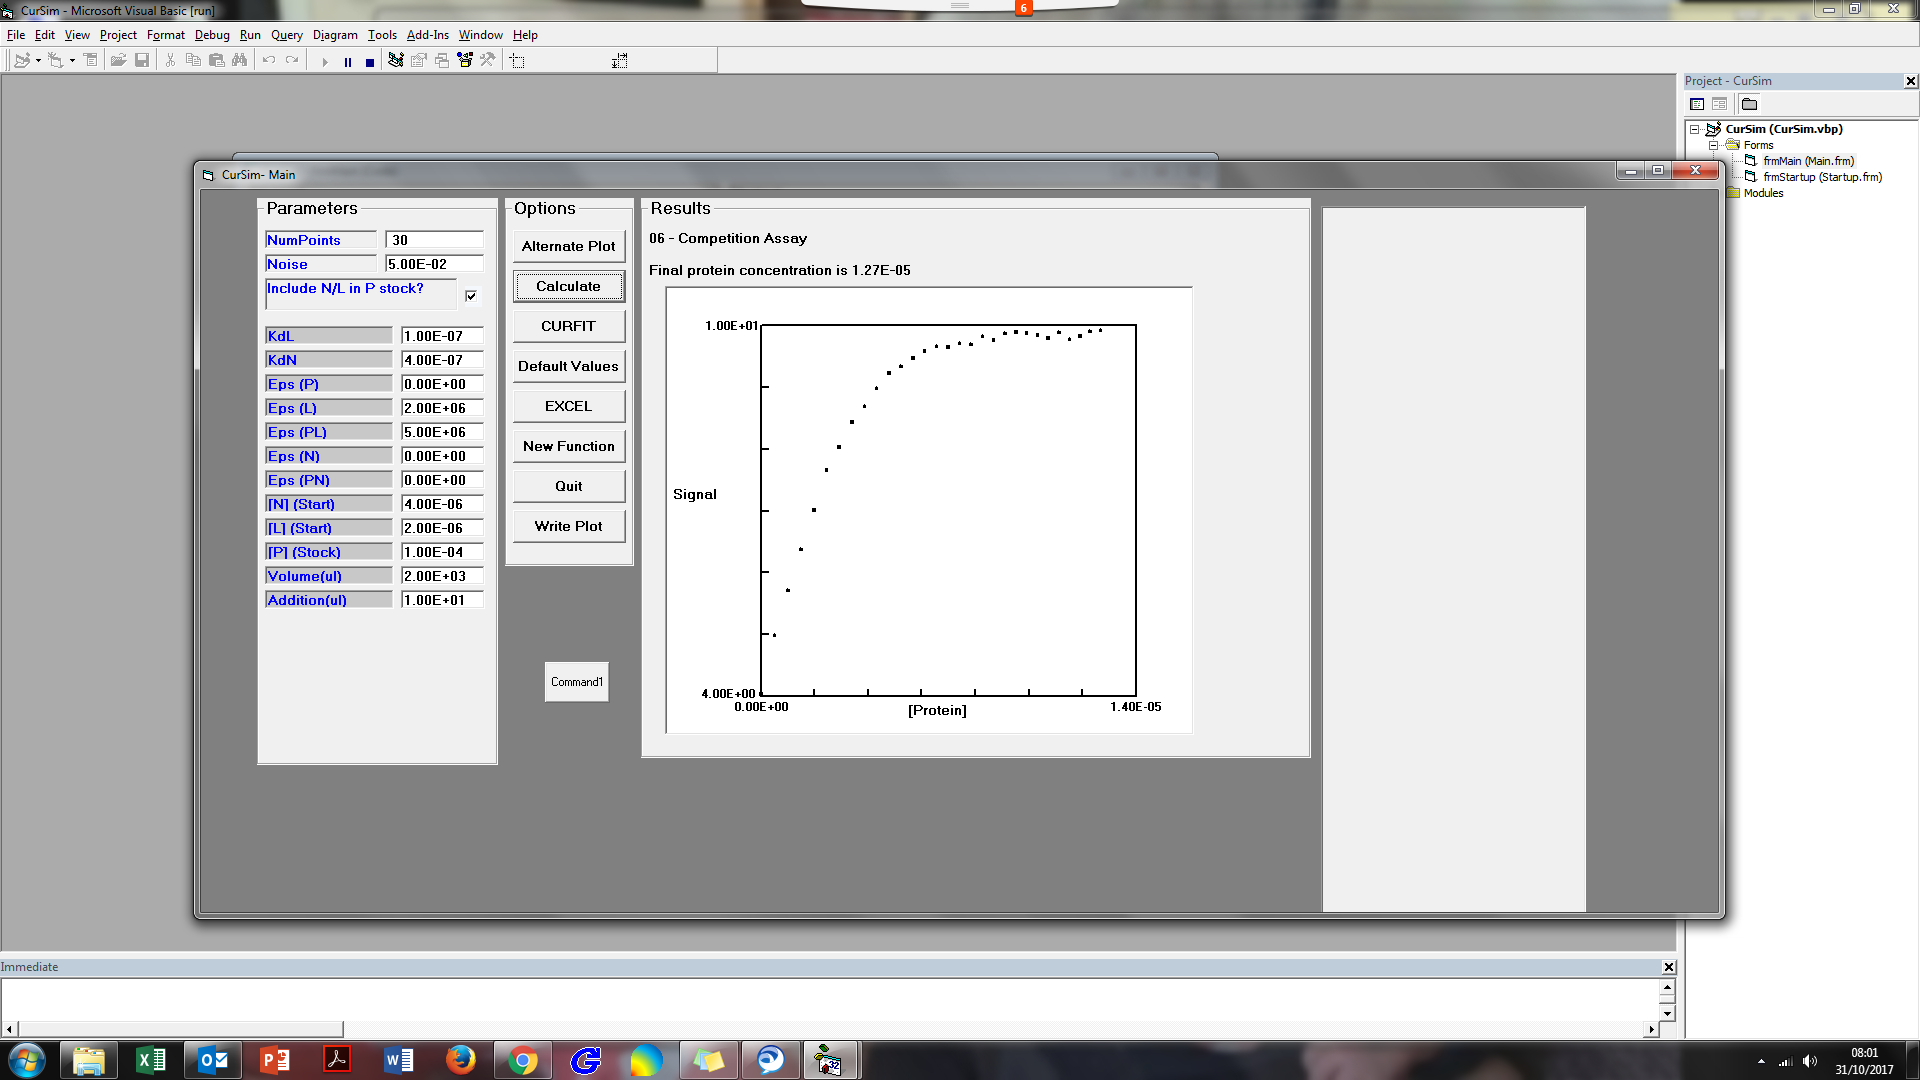 CurSim - Microsoft Visual Basic [run]
6
File Edit View Project Format Debug Run Query Diagram Tools Add-Ins Window Help
Project - CurSim
CurSim (CurSim.vbp)
Forms
frmMain (Main.frm)
frmStartup (Startup.frm)
Modules
CurSim- Main
Parameters
NumPoints 30
Noise 5.00E-02
Include N/L in P stock?
KdL 1.00E-07
KdN 4.00E-07
Eps (P) 0.00E+00
Eps (L) 2.00E+06
Eps (PL) 5.00E+06
Eps (N) 0.00E+00
Eps (PN) 0.00E+00
[N] (Start) 4.00E-06
[L] (Start) 2.00E-06
[P] (Stock) 1.00E-04
Volume(ul) 2.00E+03
Addition(ul) 1.00E+01
Options
Alternate Plot
Calculate
CURFIT
Default Values
EXCEL
New Function
Quit
Write Plot
Command1
Results
06 - Competition Assay
Final protein concentration is 1.27E-05
1.00E+01
Signal
4.00E+00
0.00E+00 [Protein] 1.40E-05
Immediate
32
08:01
31/10/2017